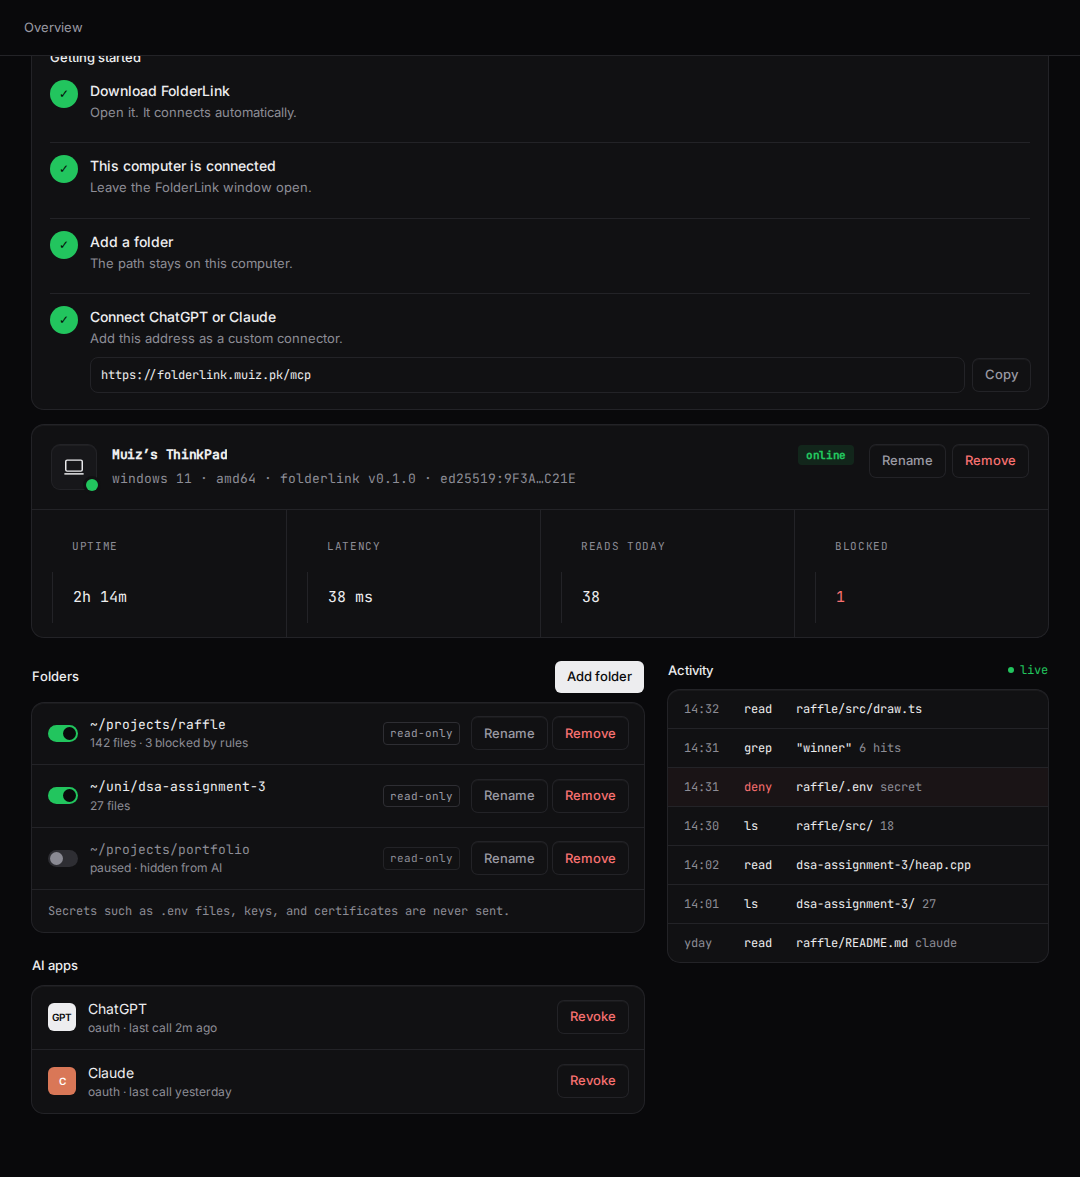 Overview
Getting started
✓ Download FolderLink
Open it. It connects automatically.
✓ This computer is connected
Leave the FolderLink window open.
✓ Add a folder
The path stays on this computer.
✓ Connect ChatGPT or Claude
Add this address as a custom connector.
https://folderlink.muiz.pk/mcp Copy
Muiz’s ThinkPad online Rename Remove
windows 11 · amd64 · folderlink v0.1.0 · ed25519:9F3A…C21E
UPTIME LATENCY READS TODAY BLOCKED
2h 14m 38 ms 38 1
Folders Add folder
~/projects/raffle read-only Rename Remove
142 files · 3 blocked by rules
~/uni/dsa-assignment-3 read-only Rename Remove
27 files
~/projects/portfolio read-only Rename Remove
paused · hidden from AI
Secrets such as .env files, keys, and certificates are never sent.
AI apps
GPT ChatGPT Revoke
oauth · last call 2m ago
C Claude Revoke
oauth · last call yesterday
Activity live
14:32 read raffle/src/draw.ts
14:31 grep "winner" 6 hits
14:31 deny raffle/.env secret
14:30 ls raffle/src/ 18
14:02 read dsa-assignment-3/heap.cpp
14:01 ls dsa-assignment-3/ 27
yday read raffle/README.md claude